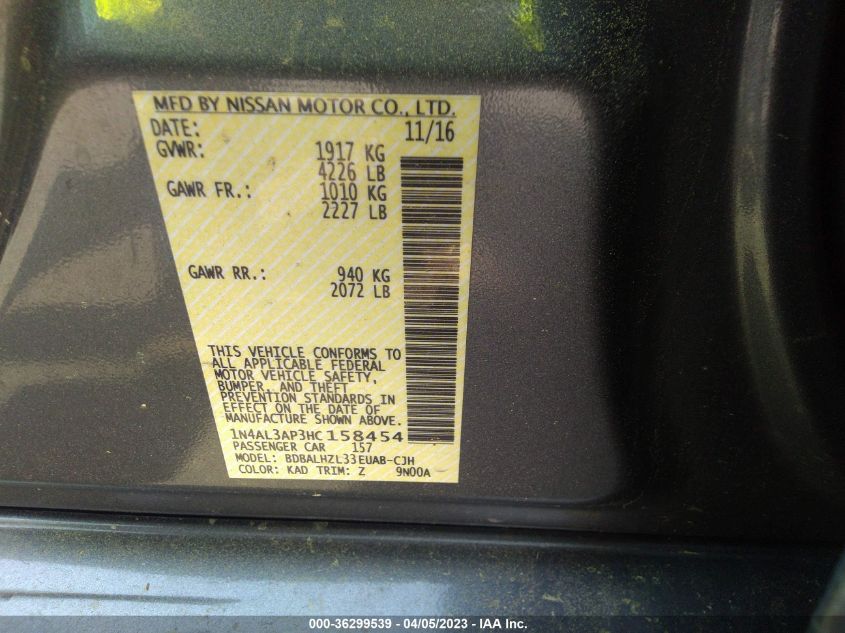 MFD BY NISSAN MOTOR CO., LTD.
DATE: 11/16
GVWR: 1917 KG
4226 LB
GAWR FR.: 1010 KG
2227 LB
GAWR RR.: 940 KG
2072 LB
THIS VEHICLE CONFORMS TO
ALL APPLICABLE FEDERAL
MOTOR VEHICLE SAFETY,
BUMPER, AND THEFT
PREVENTION STANDARDS IN
EFFECT ON THE DATE OF
MANUFACTURE SHOWN ABOVE.
1N4AL3AP3HC158454
PASSENGER CAR 157
MODEL: BDBALHZL33EUAB-CJH
COLOR: KAD TRIM: Z 9N00A
000-36299539 - 04/05/2023 - IAA Inc.